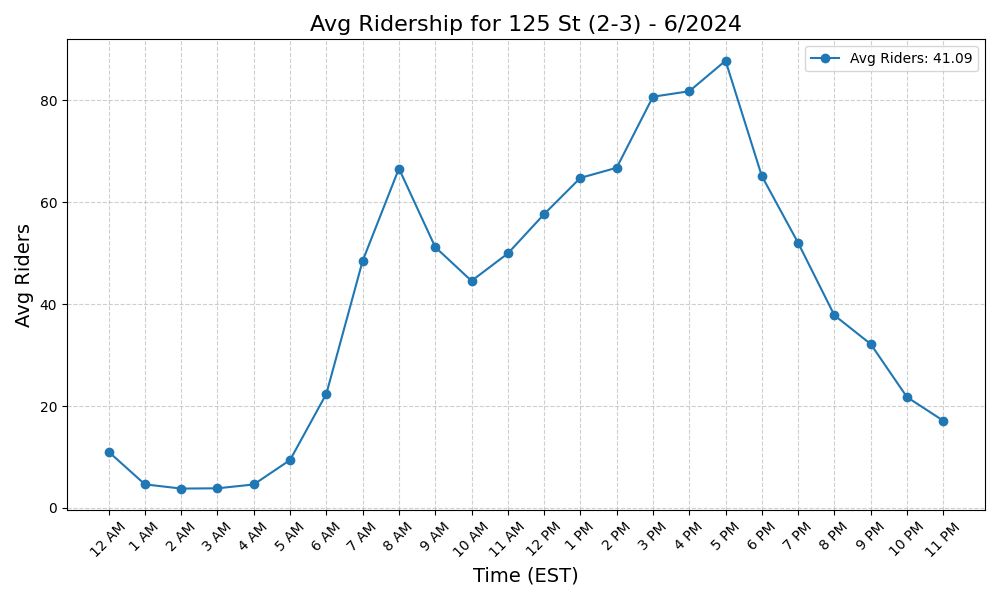 Avg Ridership for 125 St (2-3) - 6/2024
Avg Riders: 41.09
Avg Riders
80
60
40
20
0
12 AM
1 AM
2 AM
3 AM
4 AM
5 AM
6 AM
7 AM
8 AM
9 AM
10 AM
11 AM
12 PM
1 PM
2 PM
3 PM
4 PM
5 PM
6 PM
7 PM
8 PM
9 PM
10 PM
11 PM
Time (EST)